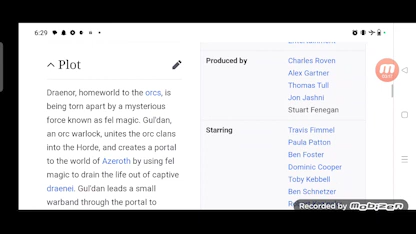 6:29
Entertainment
Plot
Draenor, homeworld to the orcs, is
being torn apart by a mysterious
force known as fel magic. Gul'dan,
an orc warlock, unites the orc clans
into the Horde, and creates a portal
to the world of Azeroth by using fel
magic to drain the life out of captive
draenei. Gul'dan leads a small
warband through the portal to
Produced by
Charles Roven
Alex Gartner
Thomas Tull
Jon Jashni
Stuart Fenegan
Starring
Travis Fimmel
Paula Patton
Ben Foster
Dominic Cooper
Toby Kebbell
Ben Schnetzer
Recorded by Mobizen